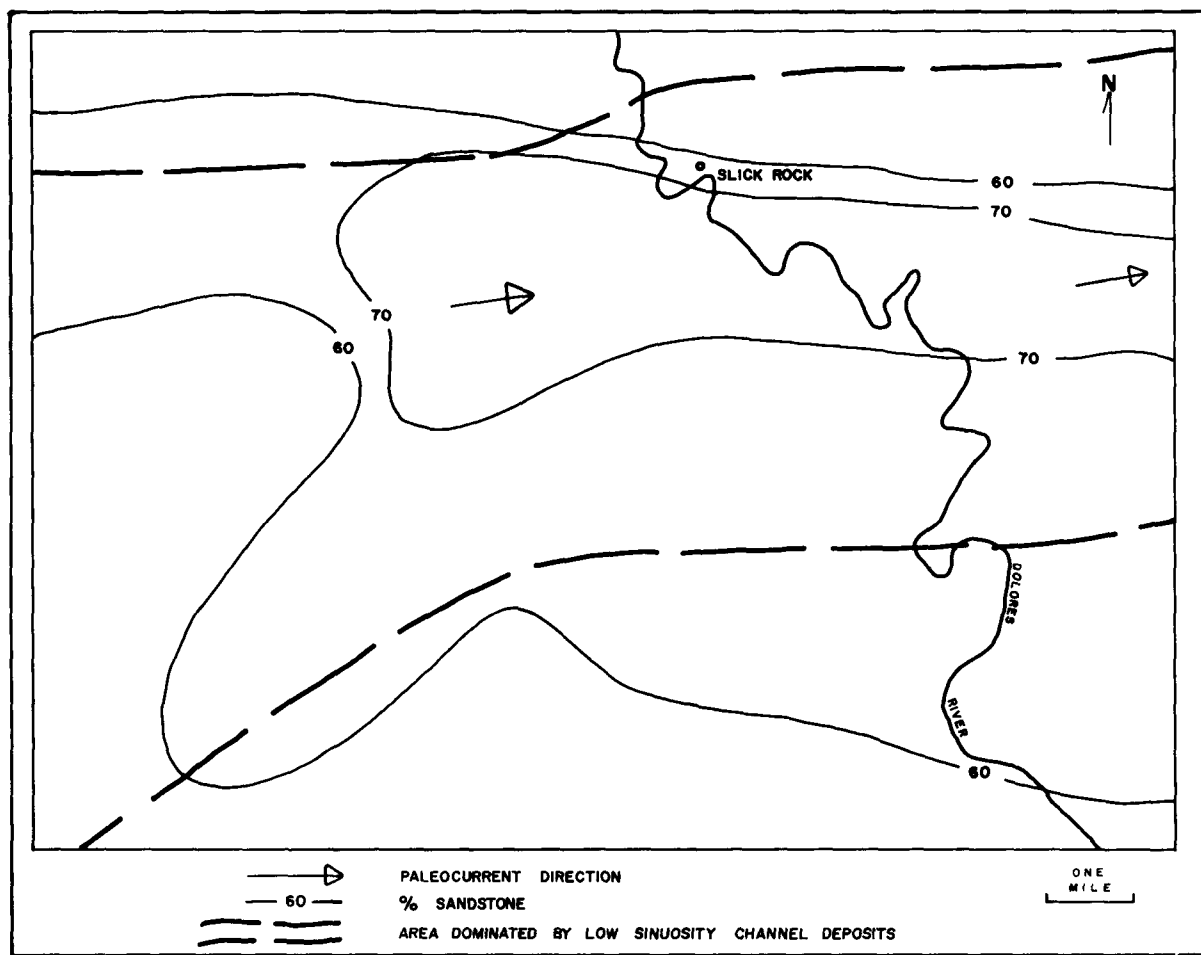 N
SLICK ROCK
60
70
70
60
70
DOLORES
RIVER
60
PALEOCURRENT DIRECTION
ONE
MILE
60
% SANDSTONE
AREA DOMINATED BY LOW SINUOSITY CHANNEL DEPOSITS